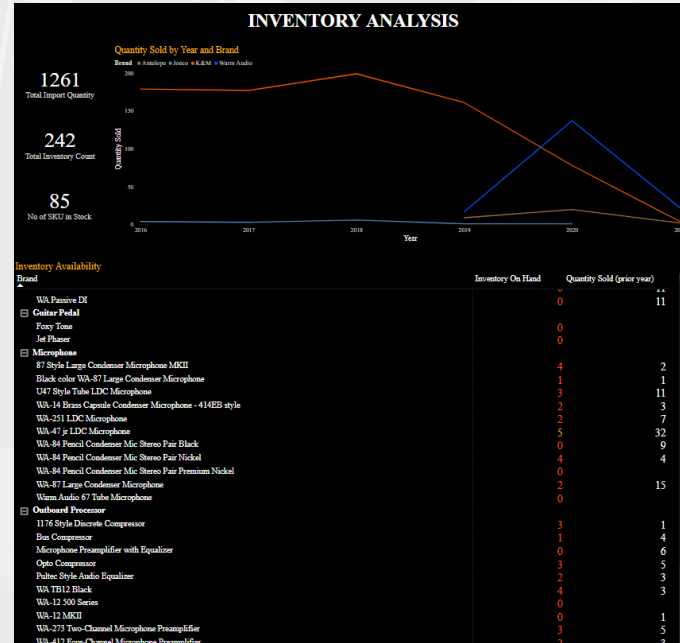 INVENTORY ANALYSIS
Quantity Sold by Year and Brand
Brand Antelope Joeco K&M Warm Audio
1261
Total Import Quantity
242
Total Inventory Count
85
No of SKU in Stock
Quantity Sold
200
150
100
50
0
2016 2017 2018 2019 2020
Year
Inventory Availability
Brand Inventory On Hand Quantity Sold (prior year)
WA Passive DI 0 11
Guitar Pedal
Foxy Tone 0
Jet Phaser 0
Microphone
87 Style Large Condenser Microphone MKII 4 2
Black color WA-87 Large Condenser Microphone 1 1
U47 Style Tube LDC Microphone 3 11
WA-14 Brass Capsule Condenser Microphone - 414EB style 2 3
WA-251 LDC Microphone 2 7
WA-47 jr LDC Microphone 5 32
WA-84 Pencil Condenser Mic Stereo Pair Black 0 9
WA-84 Pencil Condenser Mic Stereo Pair Nickel 4 4
WA-84 Pencil Condenser Mic Stereo Pair Premium Nickel 0
WA-87 Large Condenser Microphone 2 15
Warm Audio 67 Tube Microphone 0
Outboard Processor
1176 Style Discrete Compressor 3 1
Bus Compressor 1 4
Microphone Preamplifier with Equalizer 0 6
Opto Compressor 3 5
Pultec Style Audio Equalizer 2 3
WA TB12 Black 4 3
WA-12 500 Series 0
WA-12 MKII 0 1
WA-273 Two-Channel Microphone Preamplifier 3 5
WA-412 Four-Channel Microphone Preamplifier